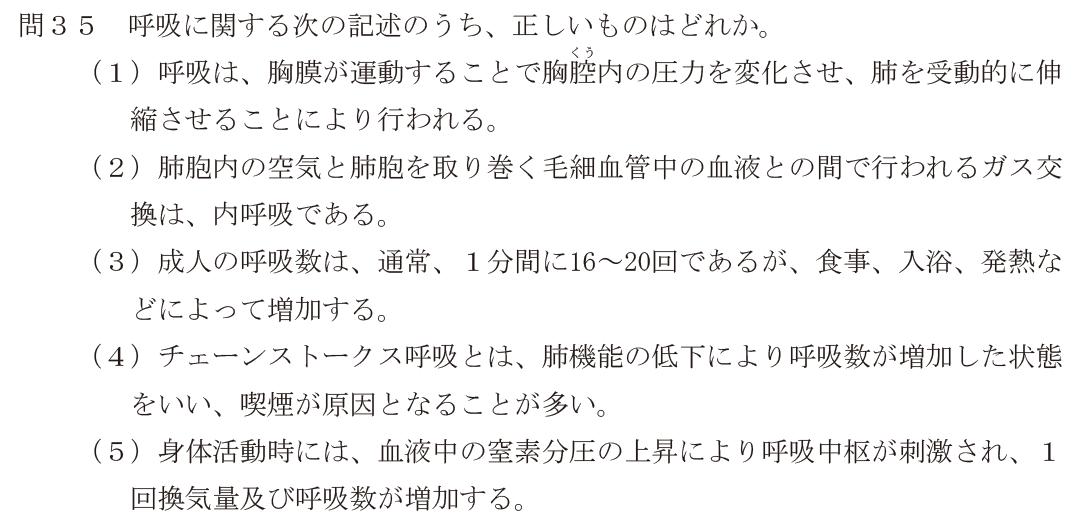 問３５　呼吸に関する次の記述のうち、正しいものはどれか。
くう
（１）呼吸は、胸膜が運動することで胸腔内の圧力を変化させ、肺を受動的に伸
縮させることにより行われる。
（２）肺胞内の空気と肺胞を取り巻く毛細血管中の血液との間で行われるガス交
換は、内呼吸である。
（３）成人の呼吸数は、通常、１分間に16～20回であるが、食事、入浴、発熱な
どによって増加する。
（４）チェーンストークス呼吸とは、肺機能の低下により呼吸数が増加した状態
をいい、喫煙が原因となることが多い。
（５）身体活動時には、血液中の窒素分圧の上昇により呼吸中枢が刺激され、１
回換気量及び呼吸数が増加する。